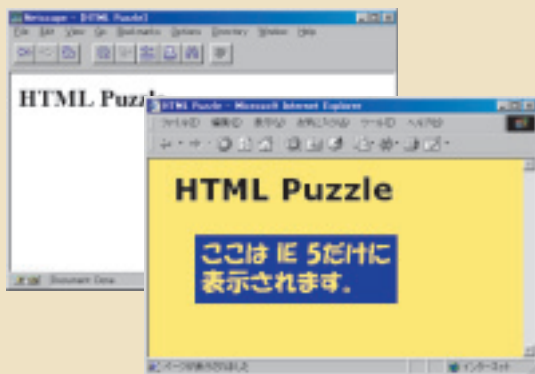 Netscape - [HTML Puzzle]
File Edit View Go Bookmarks Options Directory Window Help
HTML Puzzle
Document Done
HTML Puzzle - Microsoft Internet Explorer
ファイル(F) 編集(E) 表示(V) お気に入り(A) ツール(T) ヘルプ(H)
HTML Puzzle
ここは IE 5だけに
表示されます。
ページが表示されました
インターネット